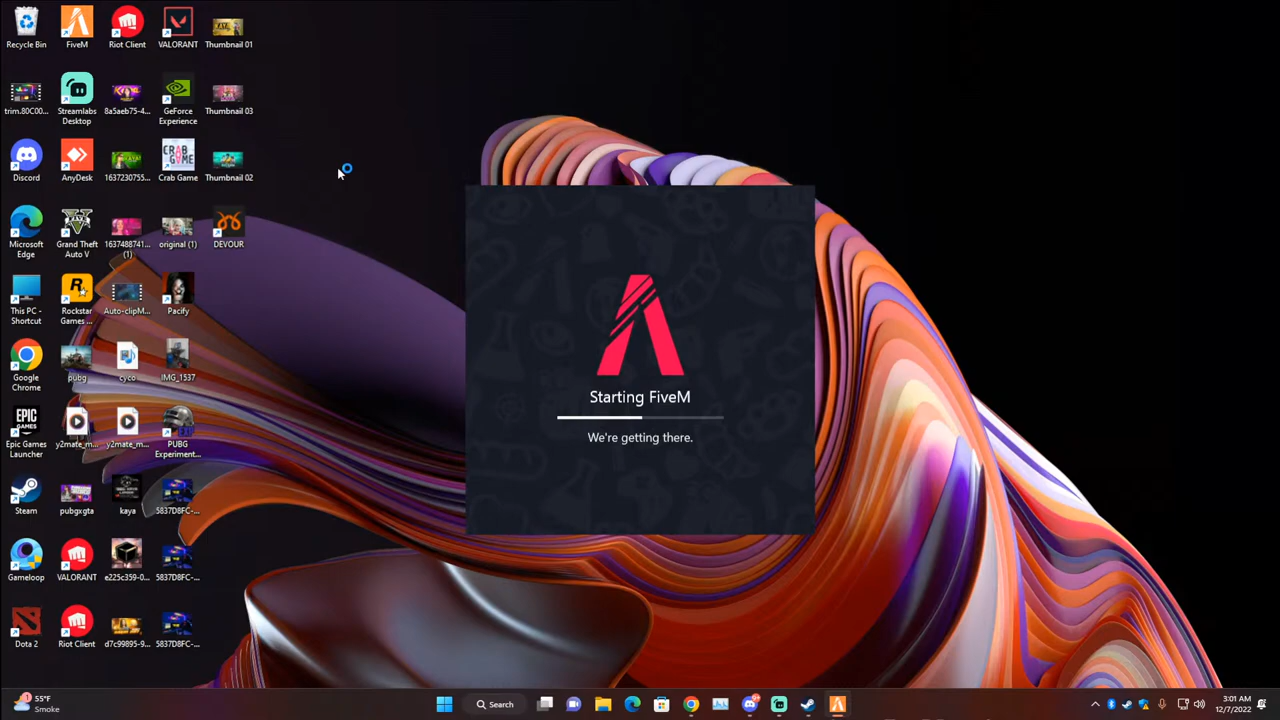 Recycle Bin
FiveM
Riot Client
VALORANT
Thumbnail 01
trim.80C00...
Streamlabs
Desktop
8a5aeb75-4...
GeForce
Experience
Thumbnail 03
Discord
AnyDesk
1637230755...
CRAB
GAME
Crab Game
Thumbnail 02
Microsoft
Edge
Grand Theft
Auto V
1637488741...
(1)
original (1)
DEVOUR
This PC -
Shortcut
Rockstar
Games ...
Auto-clipM...
Pacify
Google
Chrome
pubg
cyco
IMG_1537
EPIC
GAMES
Epic Games
Launcher
y2mate_m...
y2mate_m...
PUBG
Experiment...
Steam
pubgxgta
kaya
5837D8FC-...
Gameloop
VALORANT
e225c359-0...
5837D8FC-...
Dota 2
Riot Client
d7c99895-9...
5837D8FC-...
Starting FiveM
We're getting there.
55°F
Smoke
Search
3:01 AM
12/7/2022